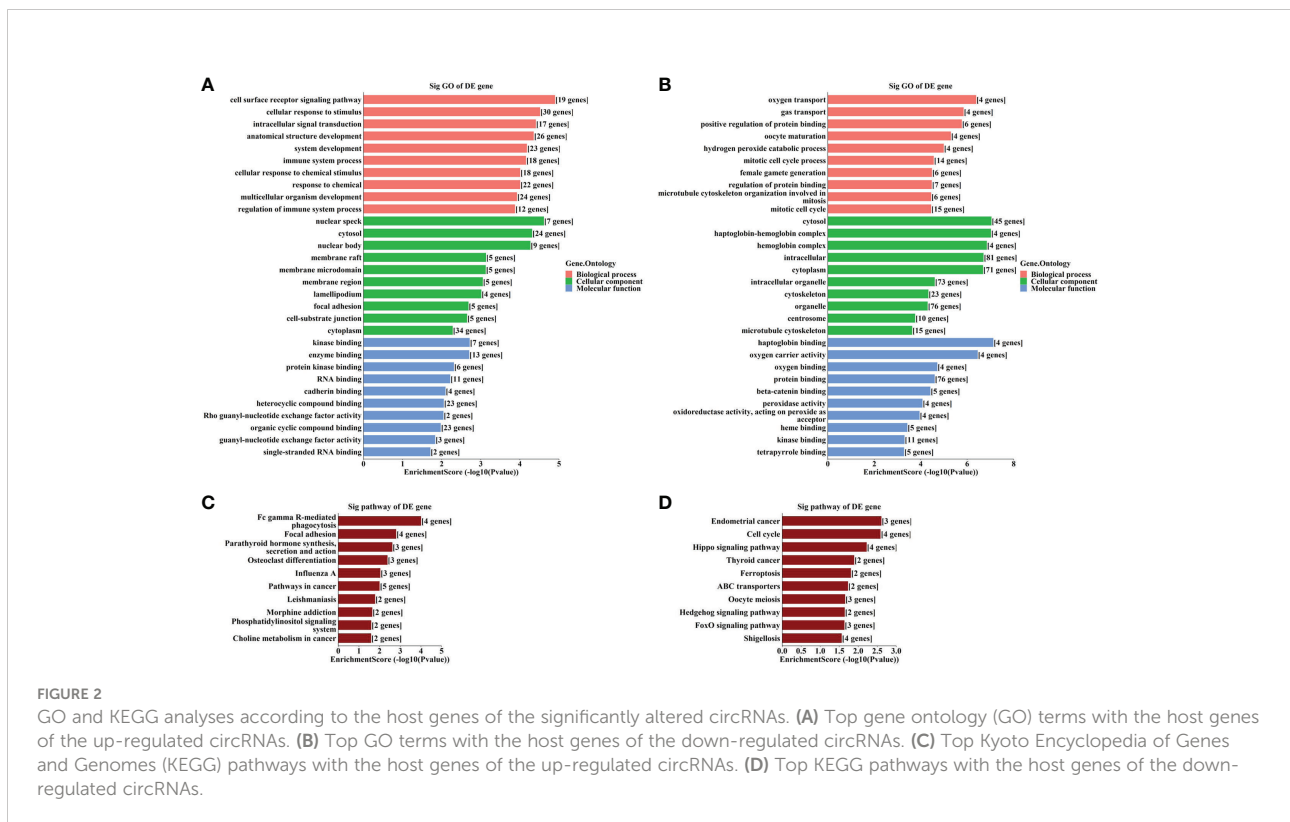 A
Sig GO of DE gene
cell surface receptor signaling pathway
[19 genes]
cellular response to stimulus
[30 genes]
intracellular signal transduction
[17 genes]
anatomical structure development
[26 genes]
system development
[23 genes]
immune system process
[18 genes]
cellular response to chemical stimulus
[18 genes]
response to chemical
[22 genes]
multicellular organism development
[24 genes]
regulation of immune system process
[12 genes]
nuclear speck
[7 genes]
cytosol
[24 genes]
nuclear body
[9 genes]
membrane raft
[5 genes]
membrane microdomain
[5 genes]
membrane region
[5 genes]
lamellipodium
[4 genes]
focal adhesion
[5 genes]
cell-substrate junction
[5 genes]
cytoplasm
[34 genes]
kinase binding
[7 genes]
enzyme binding
[13 genes]
protein kinase binding
[6 genes]
RNA binding
[11 genes]
cadherin binding
[4 genes]
heterocyclic compound binding
[23 genes]
Rho guanyl-nucleotide exchange factor activity
[2 genes]
organic cyclic compound binding
[23 genes]
guanyl-nucleotide exchange factor activity
[3 genes]
single-stranded RNA binding
[2 genes]
0 1 2 3 4 5
EnrichmentScore (-log10(Pvalue))
Gene.Ontology
Biological process
Cellular component
Molecular function
B
Sig GO of DE gene
oxygen transport
[4 genes]
gas transport
[4 genes]
positive regulation of protein binding
[6 genes]
oocyte maturation
[4 genes]
hydrogen peroxide catabolic process
[4 genes]
mitotic cell cycle process
[14 genes]
female gamete generation
[6 genes]
regulation of protein binding
[7 genes]
microtubule cytoskeleton organization involved in
mitosis
[6 genes]
mitotic cell cycle
[15 genes]
cytosol
[45 genes]
haptoglobin-hemoglobin complex
[4 genes]
hemoglobin complex
[4 genes]
intracellular
[81 genes]
cytoplasm
[71 genes]
intracellular organelle
[73 genes]
cytoskeleton
[23 genes]
organelle
[76 genes]
centrosome
[10 genes]
microtubule cytoskeleton
[15 genes]
haptoglobin binding
[4 genes]
oxygen carrier activity
[4 genes]
oxygen binding
[4 genes]
protein binding
[76 genes]
beta-catenin binding
[5 genes]
peroxidase activity
[4 genes]
oxidoreductase activity, acting on peroxide as
acceptor
[4 genes]
heme binding
[5 genes]
kinase binding
[11 genes]
tetrapyrrole binding
[5 genes]
0 2 4 6 8
EnrichmentScore (-log10(Pvalue))
Gene.Ontology
Biological process
Cellular component
Molecular function
C
Sig pathway of DE gene
Fc gamma R-mediated
phagocytosis
[4 genes]
Focal adhesion
[4 genes]
Parathyroid hormone synthesis,
secretion and action
[3 genes]
Osteoclast differentiation
[3 genes]
Influenza A
[3 genes]
Pathways in cancer
[5 genes]
Leishmaniasis
[2 genes]
Morphine addiction
[2 genes]
Phosphatidylinositol signaling
system
[2 genes]
Choline metabolism in cancer
[2 genes]
0 1 2 3 4 5
EnrichmentScore (-log10(Pvalue))
D
Sig pathway of DE gene
Endometrial cancer
[3 genes]
Cell cycle
[4 genes]
Hippo signaling pathway
[4 genes]
Thyroid cancer
[2 genes]
Ferroptosis
[2 genes]
ABC transporters
[2 genes]
Oocyte meiosis
[3 genes]
Hedgehog signaling pathway
[2 genes]
FoxO signaling pathway
[3 genes]
Shigellosis
[4 genes]
0.0 0.5 1.0 1.5 2.0 2.5 3.0
EnrichmentScore (-log10(Pvalue))
FIGURE 2
GO and KEGG analyses according to the host genes of the significantly altered circRNAs. (A) Top gene ontology (GO) terms with the host genes
of the up-regulated circRNAs. (B) Top GO terms with the host genes of the down-regulated circRNAs. (C) Top Kyoto Encyclopedia of Genes
and Genomes (KEGG) pathways with the host genes of the up-regulated circRNAs. (D) Top KEGG pathways with the host genes of the down-
regulated circRNAs.